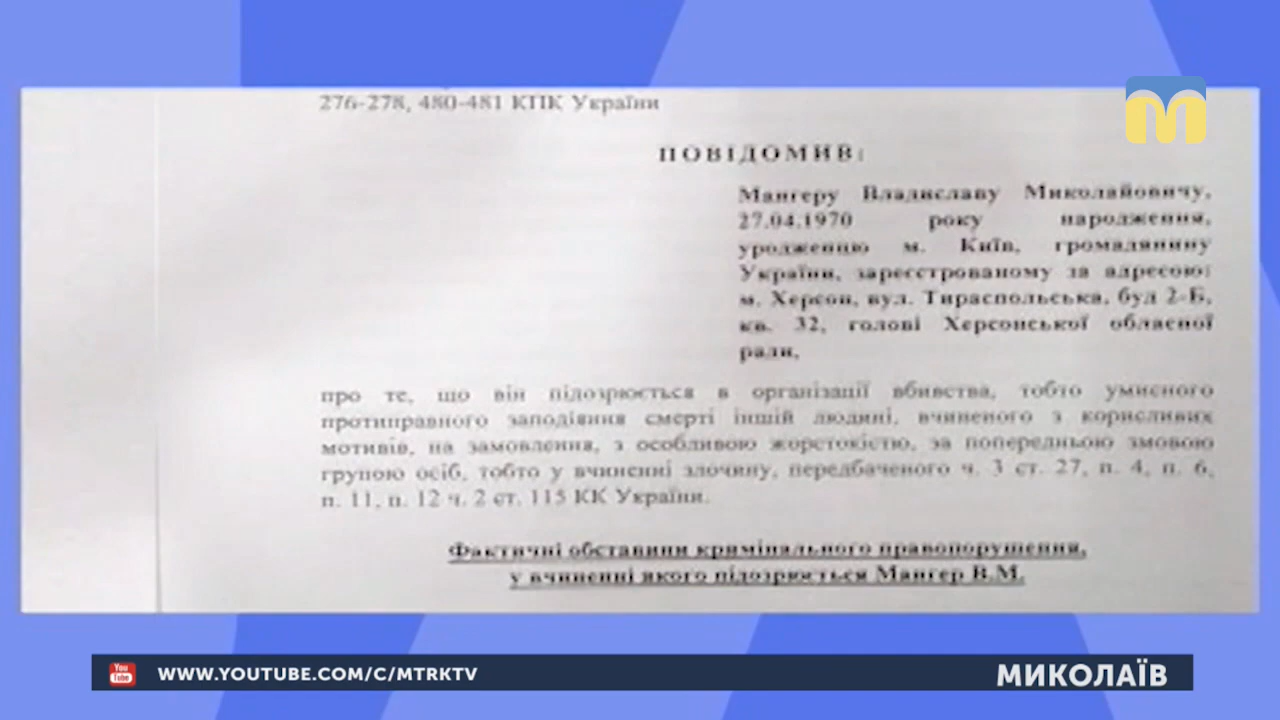 276-278, 480-481 КПК України
ПОВІДОМИВ:
Мангеру Владиславу Миколайовичу,
27.04.1970 року народження,
уродженцю м. Київ, громадянину
України, зареєстрованому за адресою:
м. Херсон, вул. Тираспольська, буд 2-Б,
кв. 32, голові Херсонської обласної
ради,
про те, що він підозрюється в організації вбивства, тобто умисного
протиправного заподіяння смерті іншій людині, вчиненого з корисливих
мотивів, на замовлення, з особливою жорстокістю, за попередньою змовою
групою осіб, тобто у вчиненні злочину, передбаченого ч. 3 ст. 27, п. 4, п. 6,
п. 11, п. 12 ч. 2 ст. 115 КК України.
Фактичні обставини кримінального правопорушення,
у вчиненні якого підозрюється Мангер В.М.
You Tube WWW.YOUTUBE.COM/C/MTRKTV
МИКОЛАЇВ